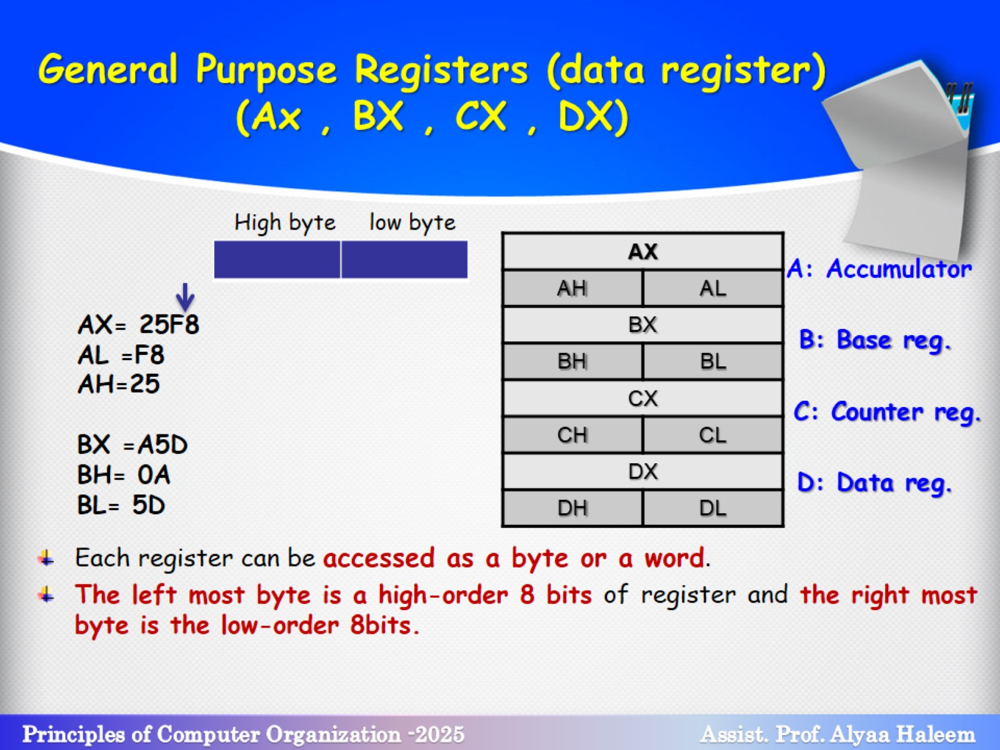 General Purpose Registers (data register)
(Ax , BX , CX , DX)
High byte low byte
AX= 25F8
AL =F8
AH=25
BX =A5D
BH= 0A
BL= 5D
AX
AH AL
BX
BH BL
CX
CH CL
DX
DH DL
A: Accumulator
B: Base reg.
C: Counter reg.
D: Data reg.
Each register can be accessed as a byte or a word.
The left most byte is a high-order 8 bits of register and the right most
byte is the low-order 8bits.
Principles of Computer Organization -2025
Assist. Prof. Alyaa Haleem